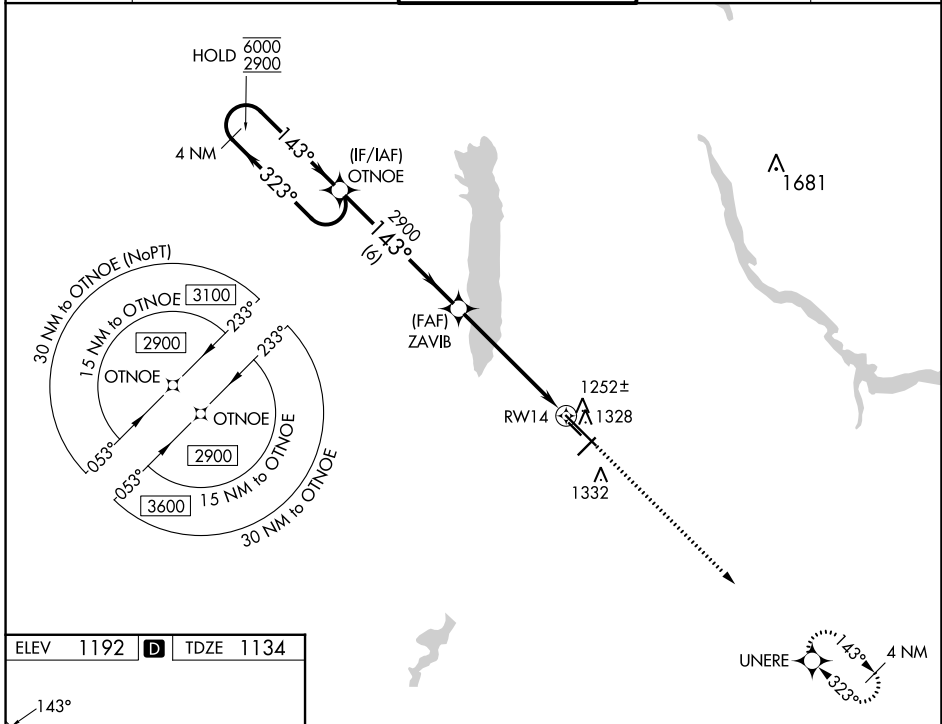 HOLD 6000
2900
4 NM
143°
323°
(IF/IAF)
OTNOE
2900
143°
(6)
1681
(FAF)
ZAVIB
30 NM to OTNOE (NoPT)
15 NM to OTNOE
3100
233°
2900
OTNOE
053°
233°
OTNOE
2900
053°
15 NM to OTNOE
3600
30 NM to OTNOE
1252±
RW14
1328
1332
UNERE
143°
4 NM
323°
ELEV 1192 D TDZE 1134
143°